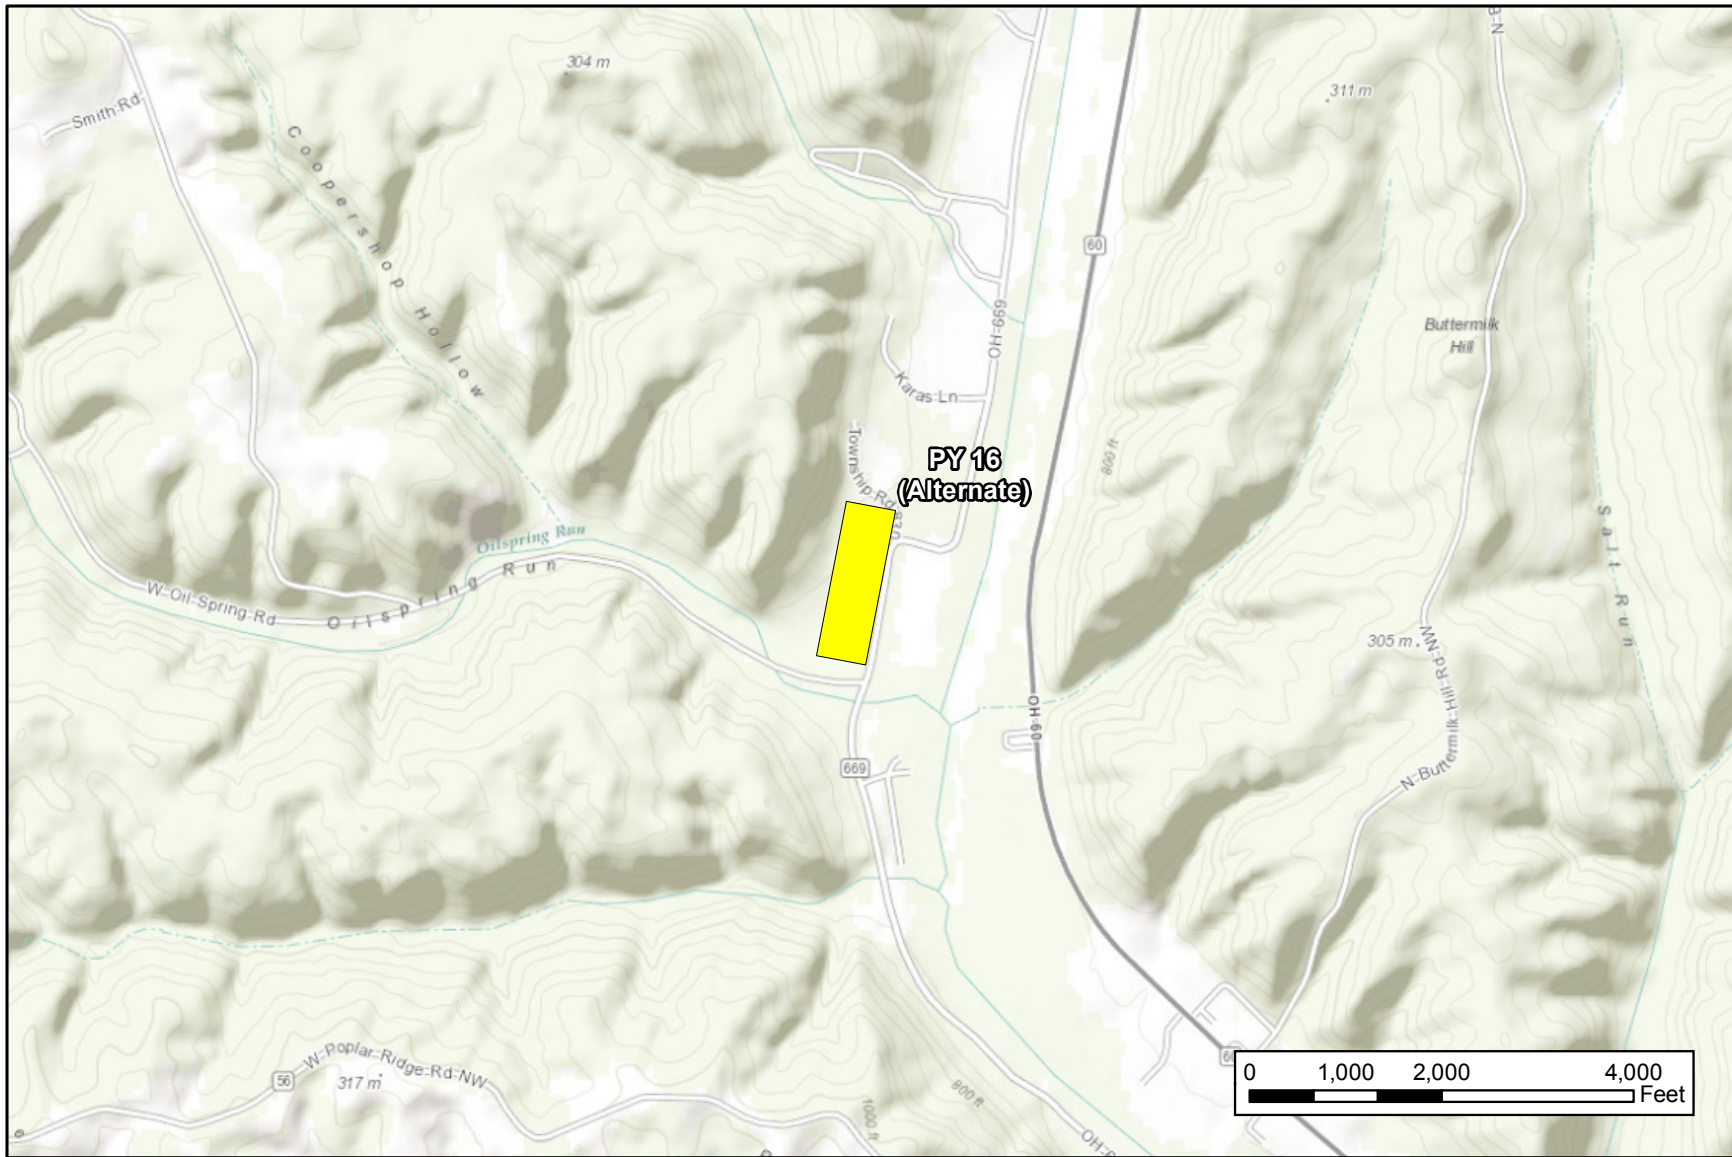 304 m
311 m
Smith Rd
Coopershop Hollow
60
OH-669
Buttermilk
Hill
Karas Ln
Township Rd 830
PY 16
(Alternate)
800 ft
Salt Run
Oilspring Run
Oilspring Run
W Oil Spring Rd
305 m
N Buttermilk Hill Rd NW
OH-60
669
56
W Poplar Ridge Rd NW
317 m
800 ft
1000 ft
0 1,000 2,000 4,000
Feet